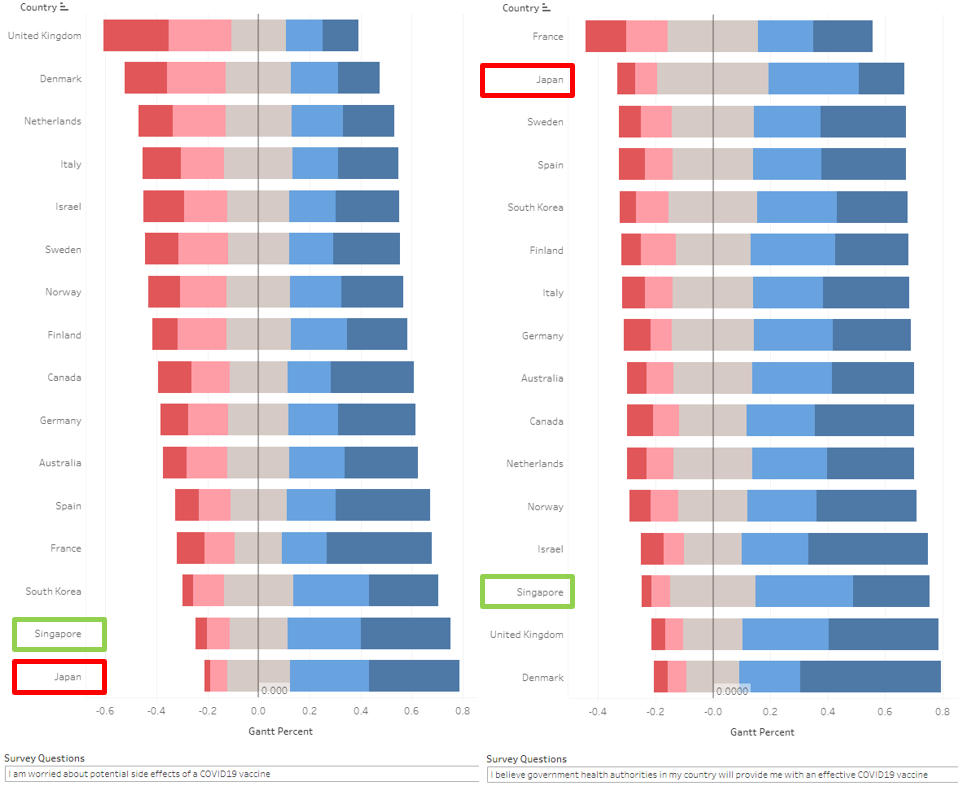 Country
United Kingdom
Denmark
Netherlands
Italy
Israel
Sweden
Norway
Finland
Canada
Germany
Australia
Spain
France
South Korea
Singapore
Japan
0.000
-0.6 -0.4 -0.2 0.0 0.2 0.4 0.6 0.8
Gantt Percent
Survey Questions
I am worried about potential side effects of a COVID19 vaccine
Country
France
Japan
Sweden
Spain
South Korea
Finland
Italy
Germany
Australia
Canada
Netherlands
Norway
Israel
Singapore
United Kingdom
Denmark
0.0000
-0.4 -0.2 -0.0 0.2 0.4 0.6 0.8
Gantt Percent
Survey Questions
I believe government health authorities in my country will provide me with an effective COVID19 vaccine